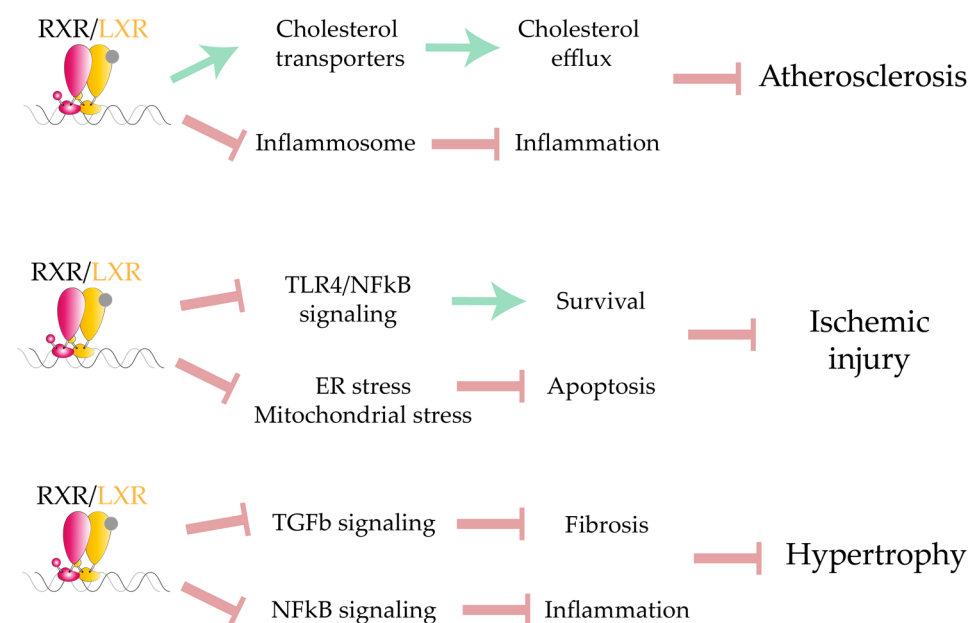 RXR/LXR
Cholesterol
transporters
Cholesterol
efflux
Atherosclerosis
Inflammosome
Inflammation
RXR/LXR
TLR4/NFkB
signaling
Survival
Ischemic
injury
ER stress
Mitochondrial stress
Apoptosis
RXR/LXR
TGFb signaling
Fibrosis
Hypertrophy
NFkB signaling
Inflammation